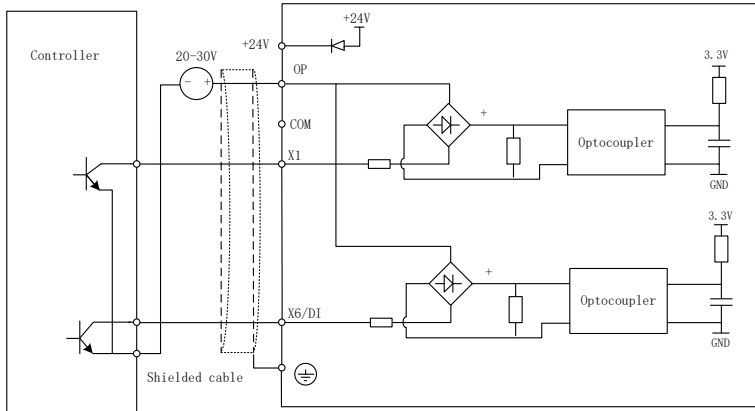 +24V
Controller
20-30V
+24V
3.3V
OP
- +
+
COM
Optocoupler
X1
GND
3.3V
+
X6/DI
Optocoupler
GND
Shielded cable